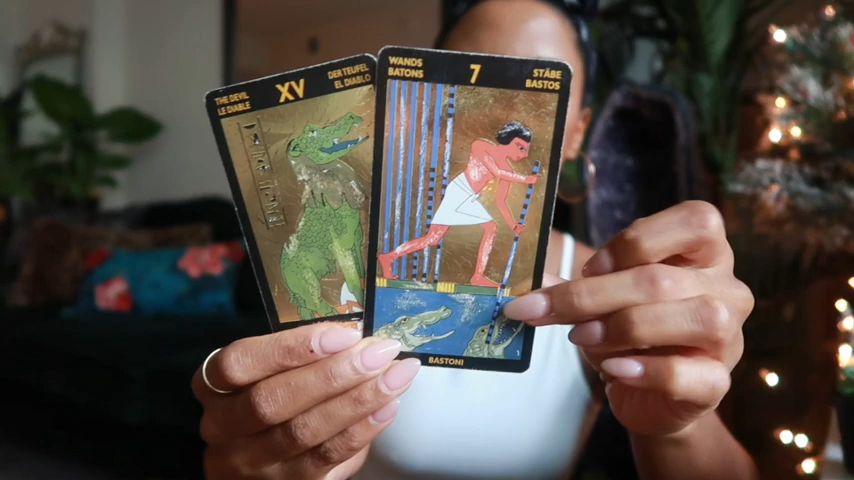 THE DEVIL
LE DIABLE
XV
DER TEUFEL
EL DIABLO
WANDS
BATONS
7
STÄBE
BASTOS
BASTONI